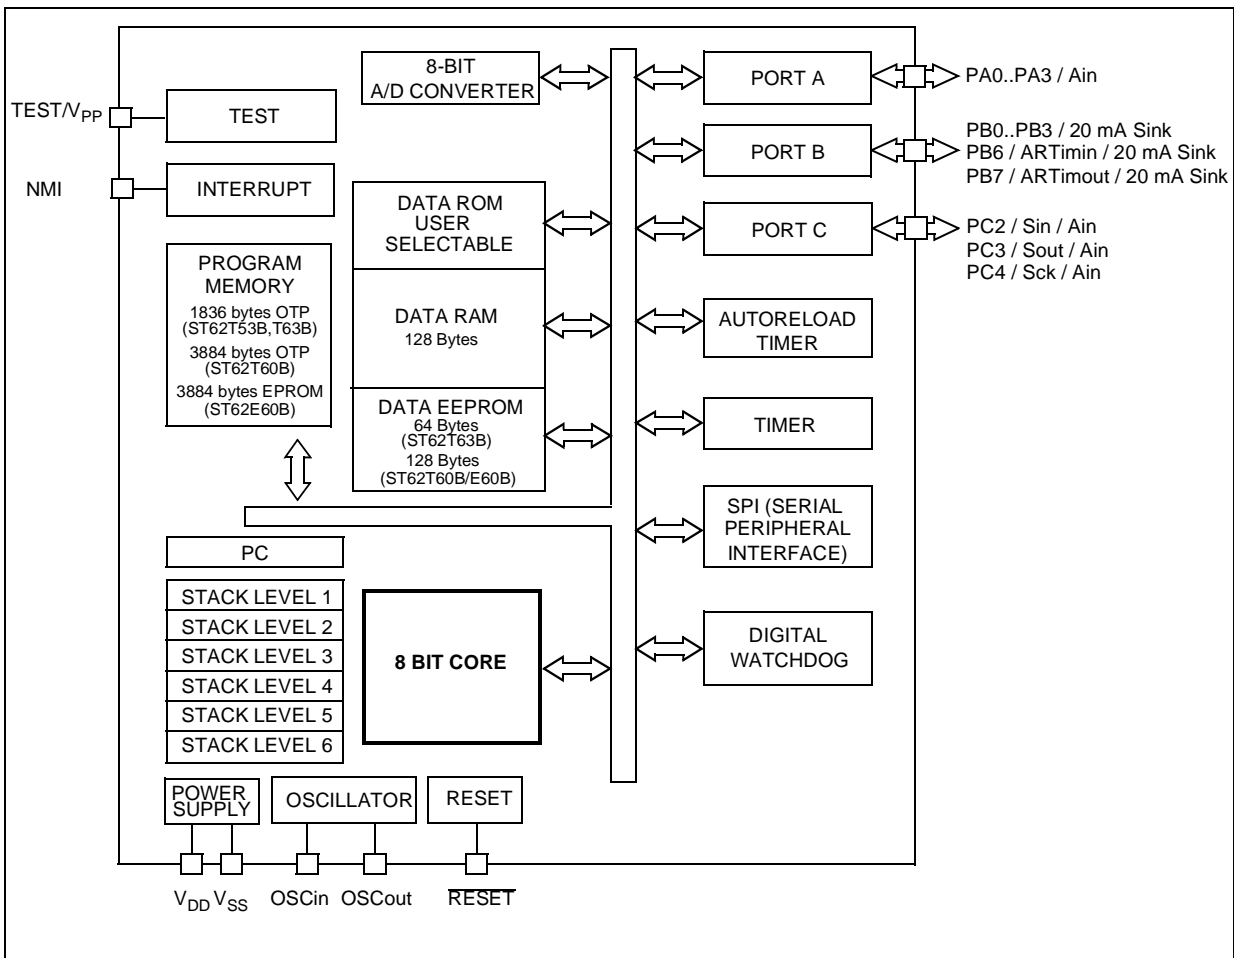 8-BIT
A/D CONVERTER
PORT A
PA0..PA3 / Ain
TEST/VPP
TEST
PORT B
PB0..PB3 / 20 mA Sink
PB6 / ARTimin / 20 mA Sink
PB7 / ARTimout / 20 mA Sink
NMI
INTERRUPT
DATA ROM
USER
SELECTABLE
PORT C
PC2 / Sin / Ain
PC3 / Sout / Ain
PC4 / Sck / Ain
PROGRAM
MEMORY
1836 bytes OTP
(ST62T53B,T63B)
3884 bytes OTP
(ST62T60B)
3884 bytes EPROM
(ST62E60B)
DATA RAM
128 Bytes
AUTORELOAD
TIMER
DATA EEPROM
64 Bytes
(ST62T63B)
128 Bytes
(ST62T60B/E60B)
TIMER
SPI (SERIAL
PERIPHERAL
INTERFACE)
PC
STACK LEVEL 1
STACK LEVEL 2
STACK LEVEL 3
STACK LEVEL 4
STACK LEVEL 5
STACK LEVEL 6
8 BIT CORE
DIGITAL
WATCHDOG
POWER
SUPPLY
OSCILLATOR
RESET
VDD VSS
OSCin OSCout
RESET